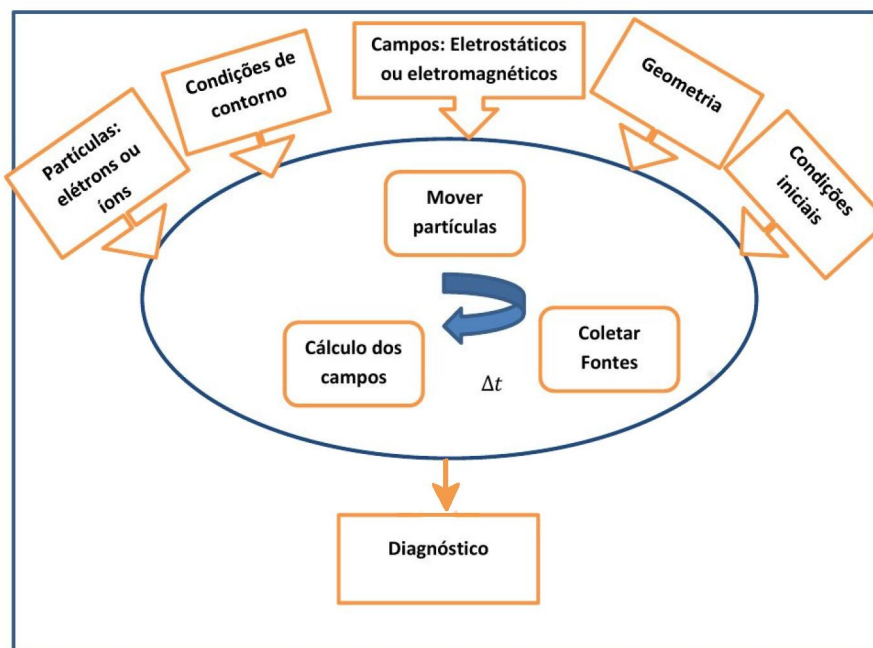 Partículas:
elétrons ou
íons
Condições de
contorno
Campos: Eletrostáticos
ou eletromagnéticos
Geometria
Condições
iniciais
Mover
partículas
Coletar
Fontes
Cálculo dos
campos
Δt
Diagnóstico